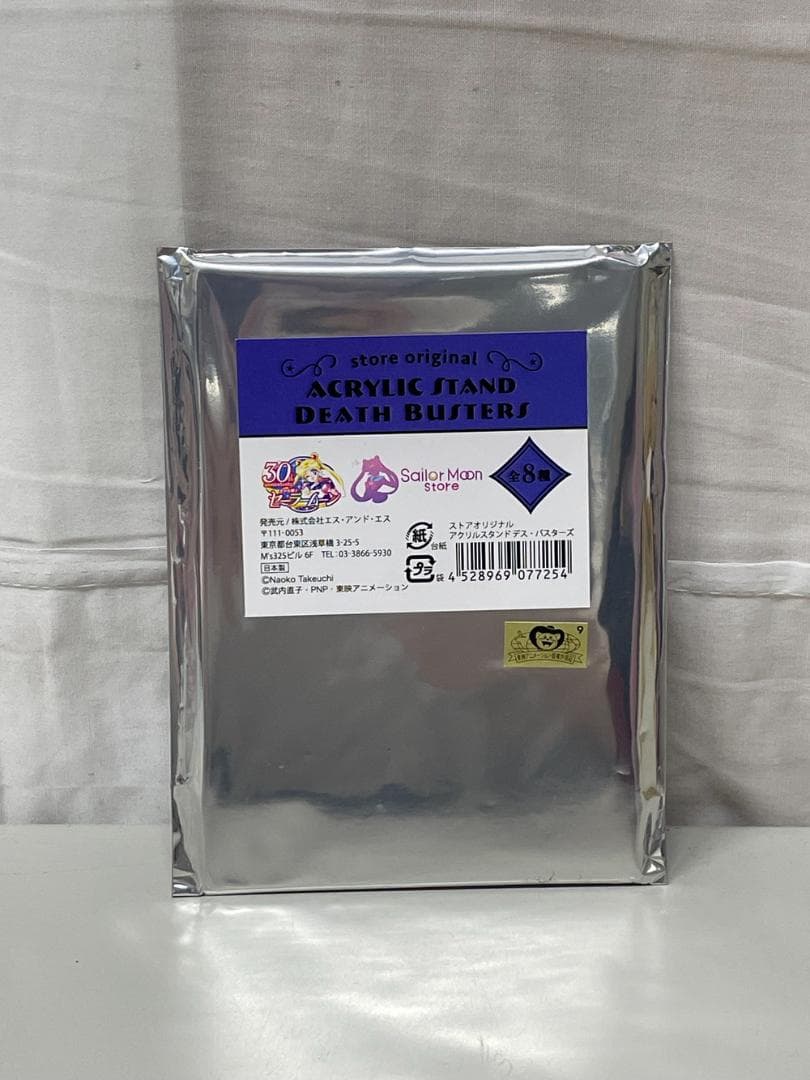 store original
ACRYLIC STAND
DEATH BUSTERS
30
セーラームーン
Sailor Moon
store
全8種
発売元/株式会社エス・アンド・エス
〒111-0053
東京都台東区浅草橋3-25-5
M's325ビル 6F TEL:03-3866-5930
日本製
©Naoko Takeuchi
©武内直子・PNP・東映アニメーション
紙 台紙
プラ 袋
ストアオリジナル
アクリルスタンド デス・バスターズ
4 528969 077254
9